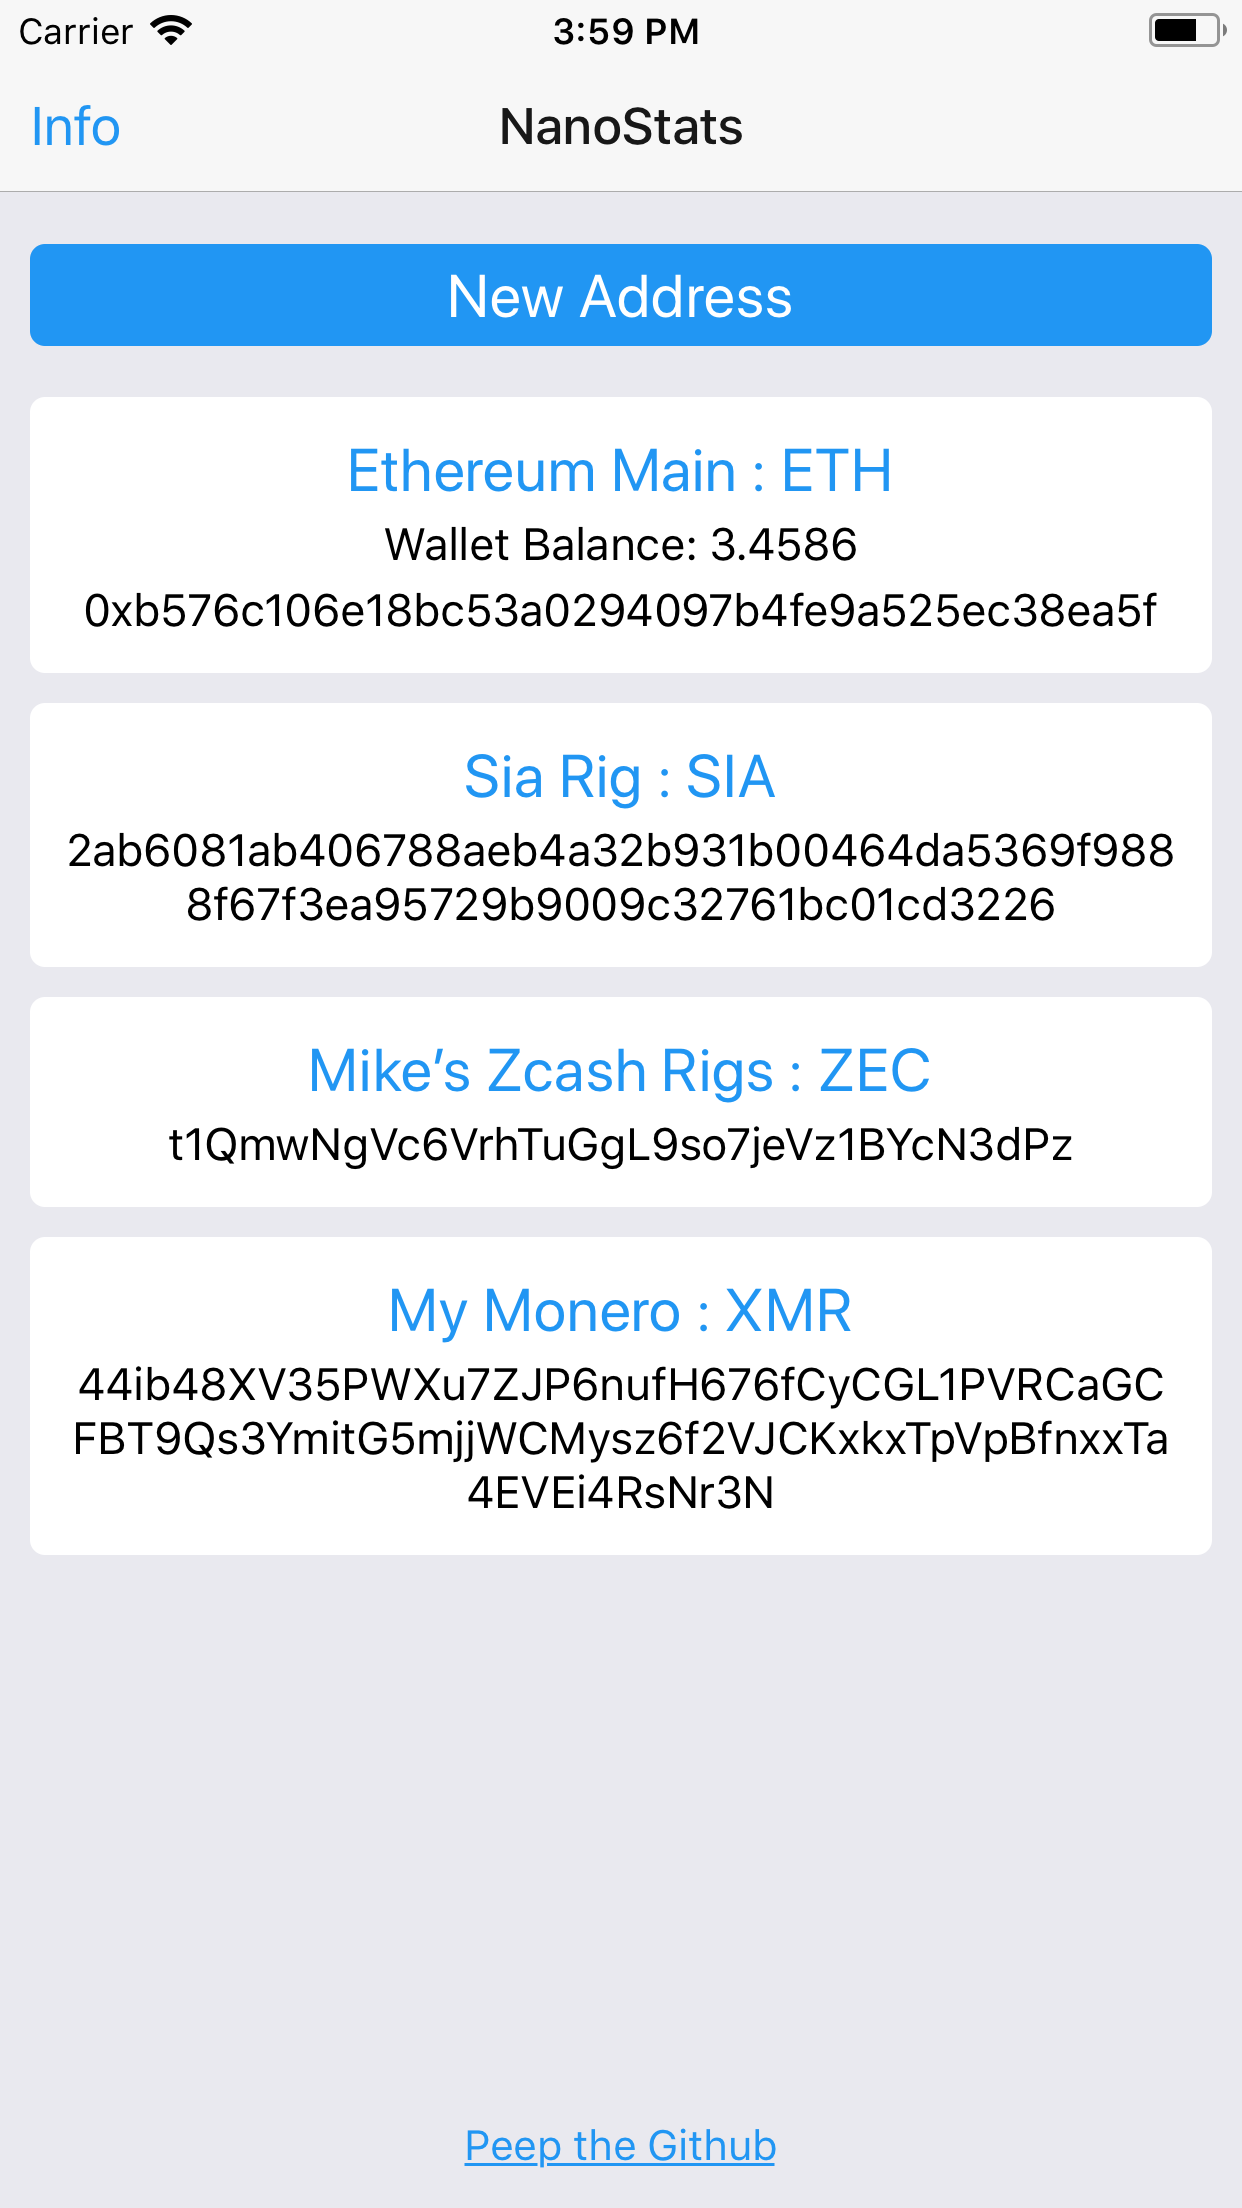 Carrier 3:59 PM
Info NanoStats
New Address
Ethereum Main : ETH
Wallet Balance: 3.4586
0xb576c106e18bc53a0294097b4fe9a525ec38ea5f
Sia Rig : SIA
2ab6081ab406788aeb4a32b931b00464da5369f988
8f67f3ea95729b9009c32761bc01cd3226
Mike’s Zcash Rigs : ZEC
t1QmwNgVc6VrhTuGgL9so7jeVz1BYcN3dPz
My Monero : XMR
44ib48XV35PWXu7ZJP6nufH676fCyCGL1PVRCaGC
FBT9Qs3YmitG5mjjWCMysz6f2VJCKxkxTpVpBfnxxTa
4EVEi4RsNr3N
Peep the Github